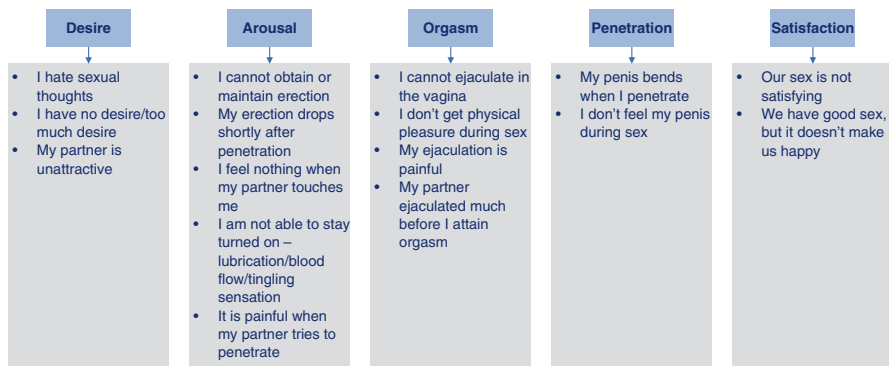 Desire
• I hate sexual
thoughts
• I have no desire/too
much desire
• My partner is
unattractive
Arousal
• I cannot obtain or
maintain erection
• My erection drops
shortly after
penetration
• I feel nothing when
my partner touches
me
• I am not able to stay
turned on –
lubrication/blood
flow/tingling
sensation
• It is painful when
my partner tries to
penetrate
Orgasm
• I cannot ejaculate in
the vagina
• I don't get physical
pleasure during sex
• My ejaculation is
painful
• My partner
ejaculated much
before I attain
orgasm
Penetration
• My penis bends
when I penetrate
• I don't feel my penis
during sex
Satisfaction
• Our sex is not
satisfying
• We have good sex,
but it doesn't make
us happy